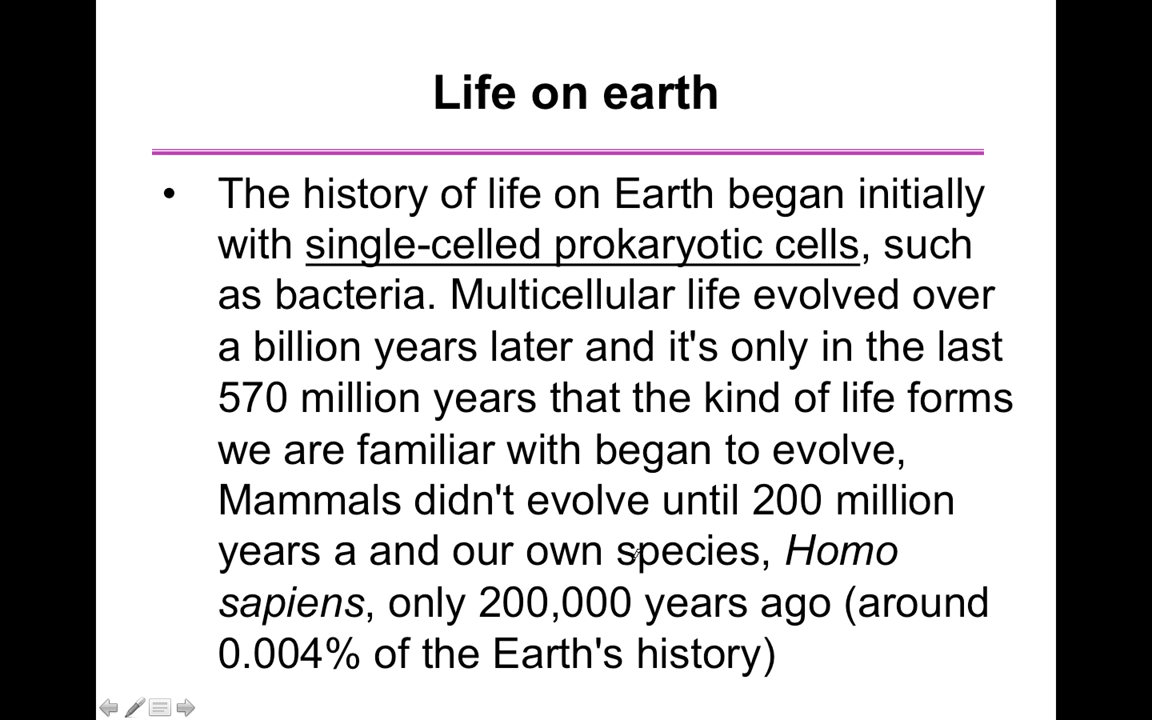 Life on earth
• The history of life on Earth began initially
with single-celled prokaryotic cells, such
as bacteria. Multicellular life evolved over
a billion years later and it's only in the last
570 million years that the kind of life forms
we are familiar with began to evolve,
Mammals didn't evolve until 200 million
years a and our own species, Homo
sapiens, only 200,000 years ago (around
0.004% of the Earth's history)